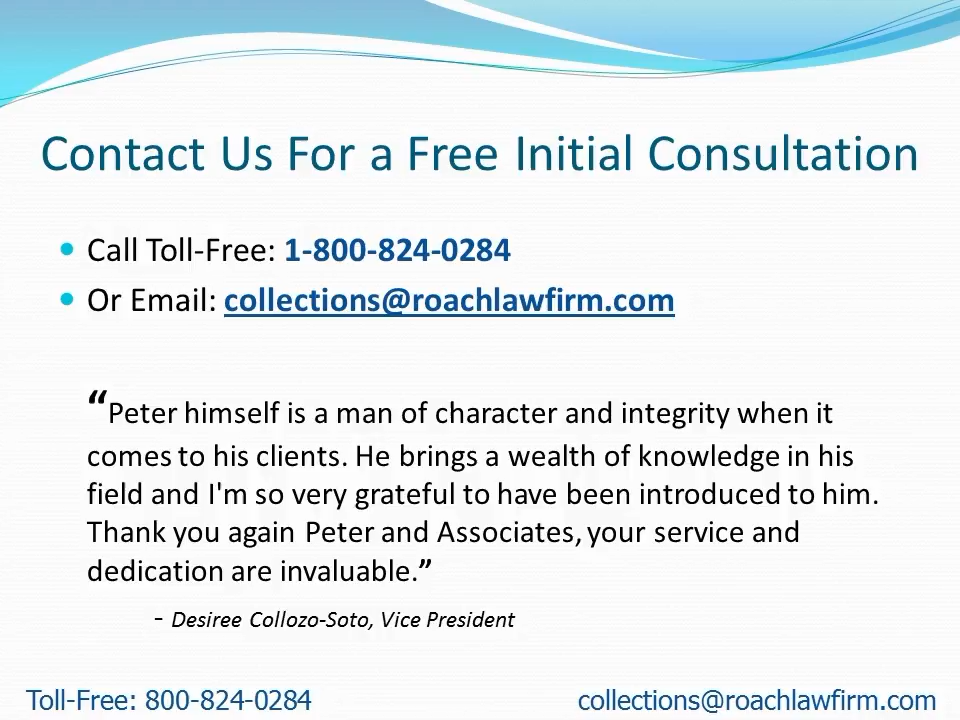 Contact Us For a Free Initial Consultation
• Call Toll-Free: 1-800-824-0284
• Or Email: collections@roachlawfirm.com
“Peter himself is a man of character and integrity when it
comes to his clients. He brings a wealth of knowledge in his
field and I'm so very grateful to have been introduced to him.
Thank you again Peter and Associates, your service and
dedication are invaluable.”
- Desiree Collozo-Soto, Vice President
Toll-Free: 800-824-0284 collections@roachlawfirm.com